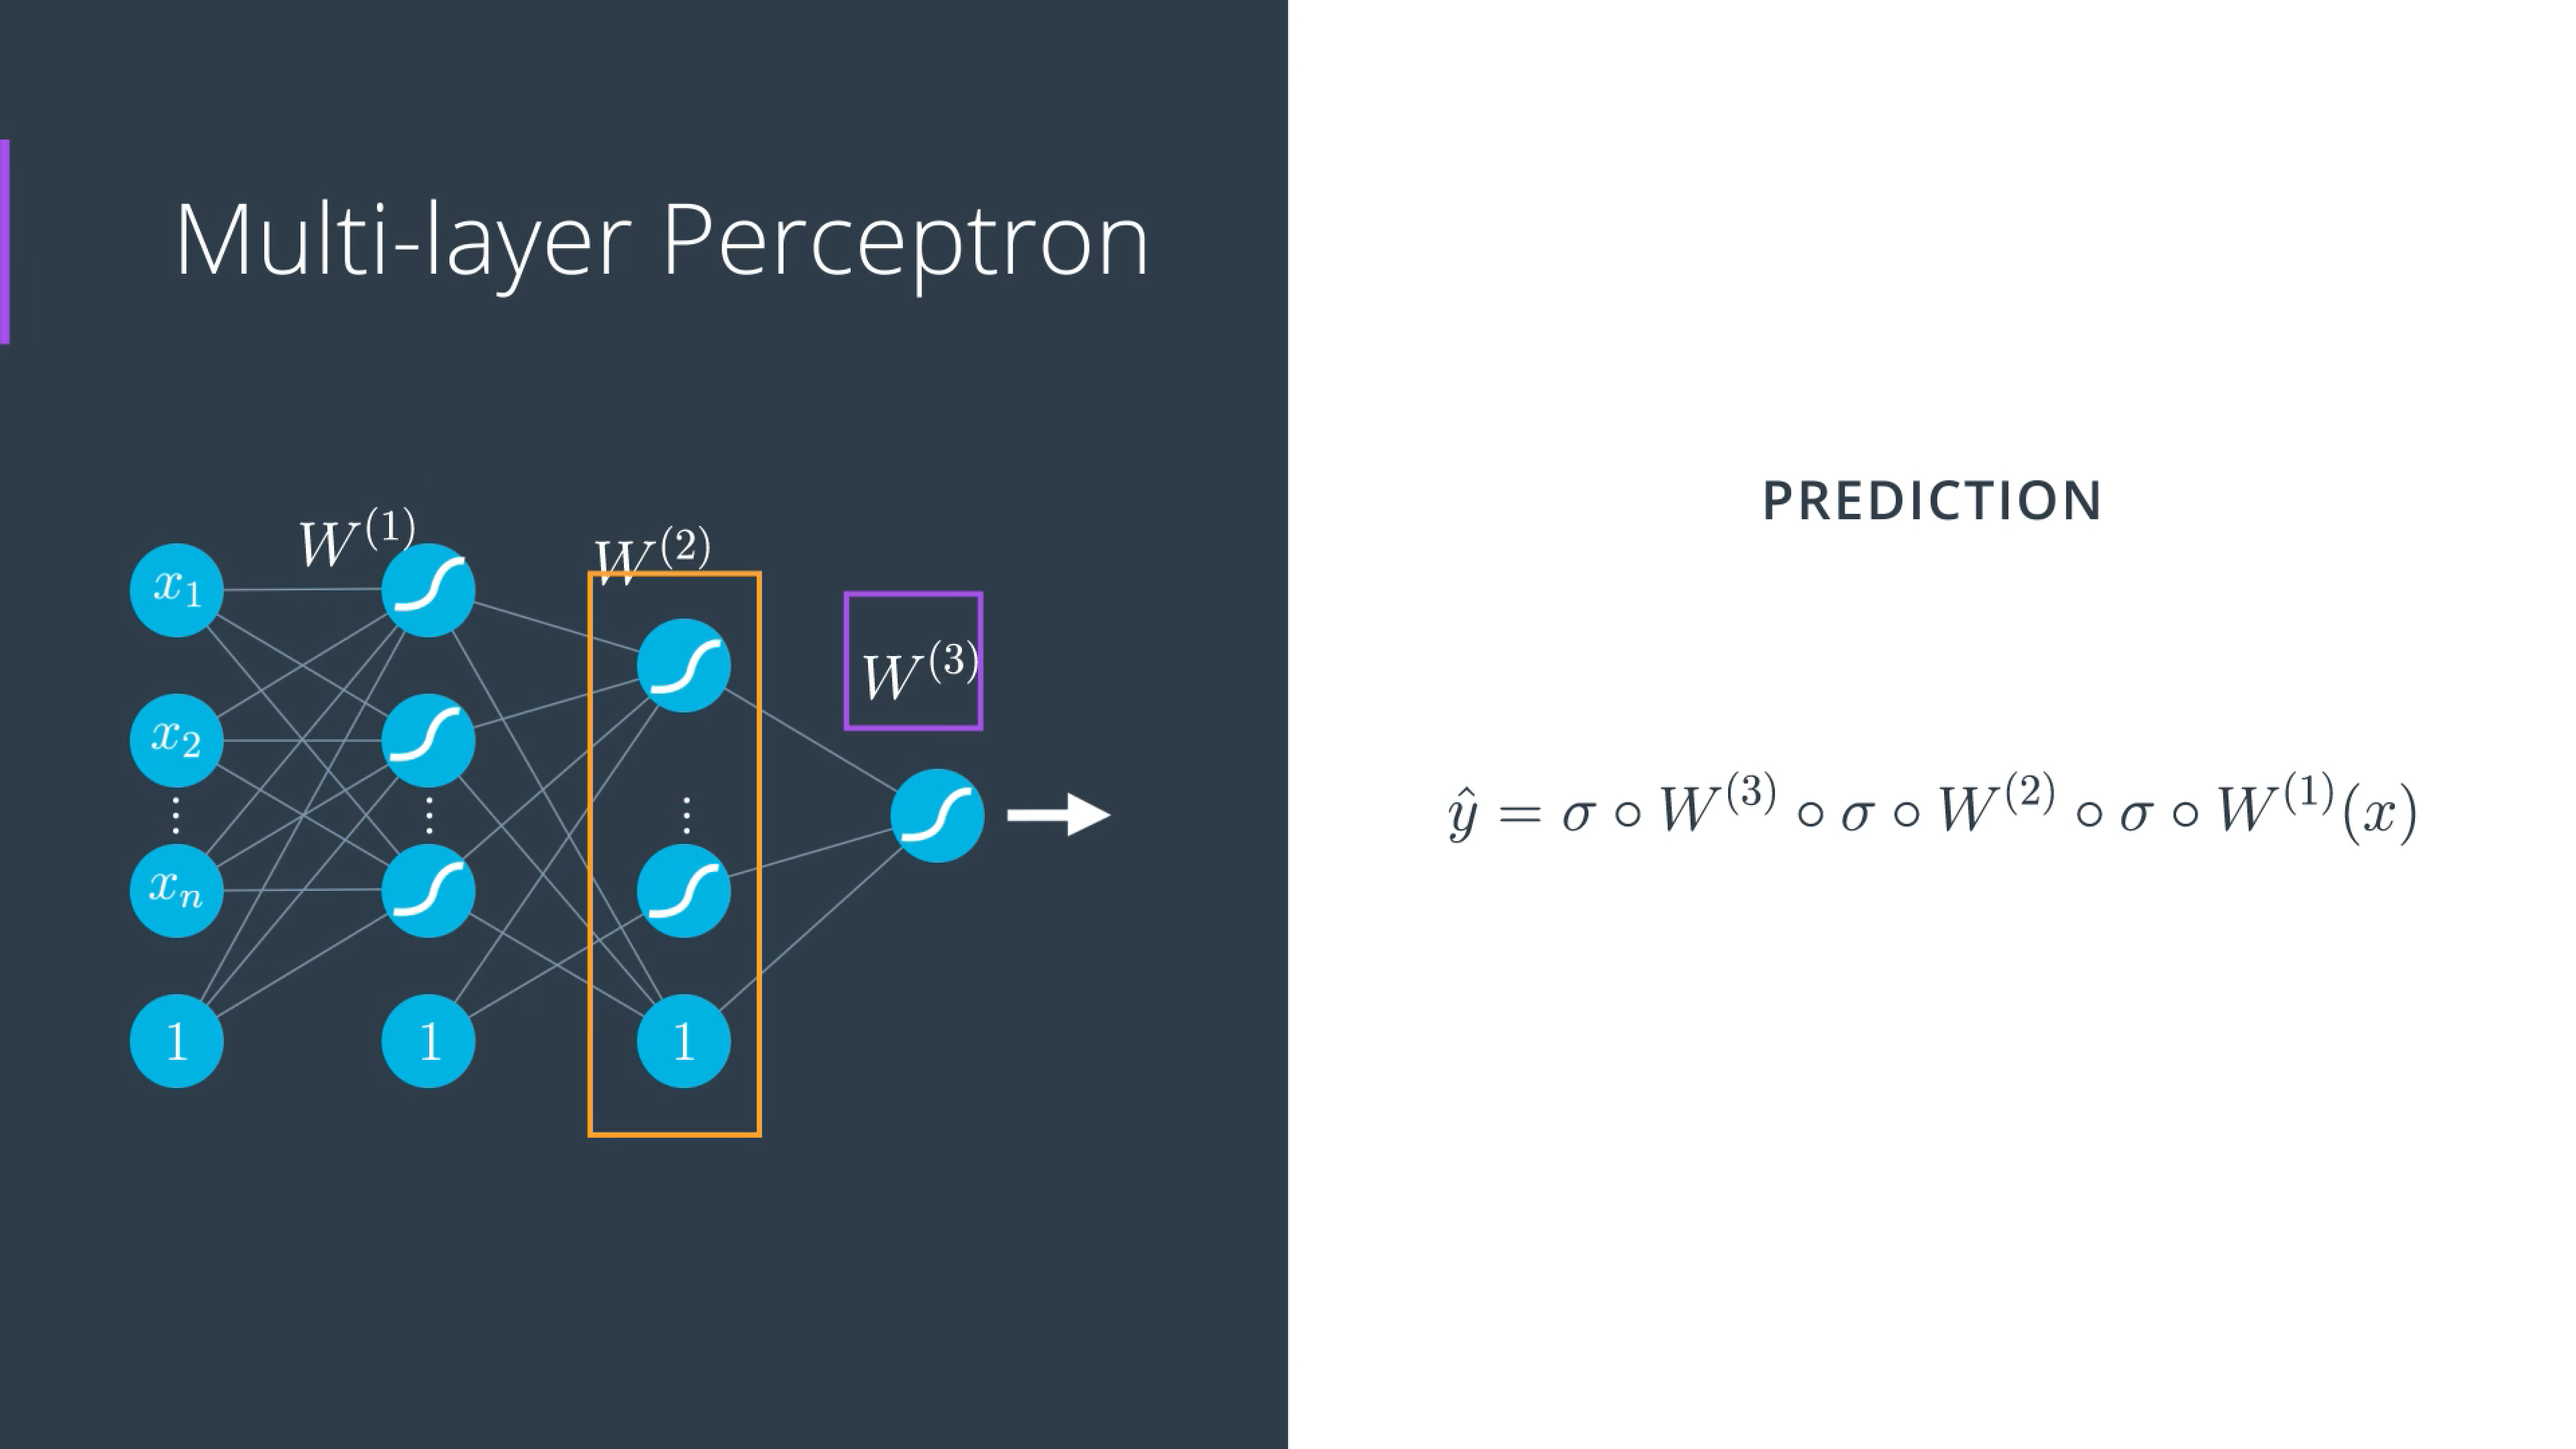 Multi-layer Perceptron
W^(1)
W^(2)
W^(3)
x_1
x_2
x_n
1 1 1
PREDICTION
ŷ = σ ∘ W^(3) ∘ σ ∘ W^(2) ∘ σ ∘ W^(1)(x)